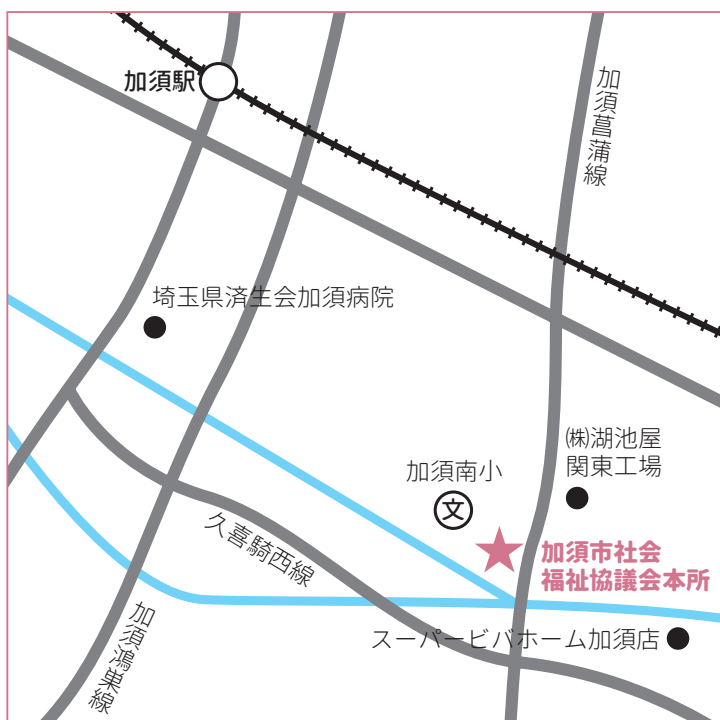 加須駅
加須菖蒲線
埼玉県済生会加須病院
㈱湖池屋
関東工場
加須南小
文
加須市社会
福祉協議会本所
久喜騎西線
加須鴻巣線
スーパービバホーム加須店